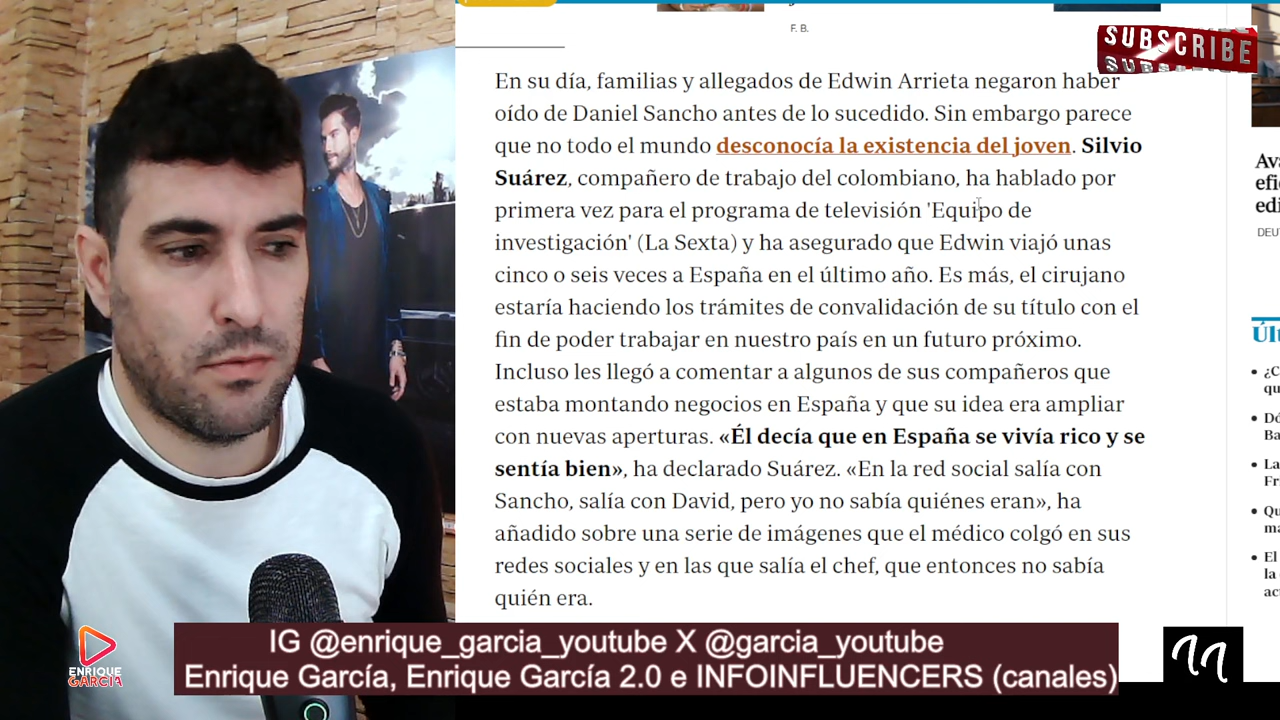 F. B.
SUBSCRIBE
En su día, familias y allegados de Edwin Arrieta negaron haber
oído de Daniel Sancho antes de lo sucedido. Sin embargo parece
que no todo el mundo desconocía la existencia del joven. Silvio
Suárez, compañero de trabajo del colombiano, ha hablado por
primera vez para el programa de televisión 'Equipo de
investigación' (La Sexta) y ha asegurado que Edwin viajó unas
cinco o seis veces a España en el último año. Es más, el cirujano
estaría haciendo los trámites de convalidación de su título con el
fin de poder trabajar en nuestro país en un futuro próximo.
Incluso les llegó a comentar a algunos de sus compañeros que
estaba montando negocios en España y que su idea era ampliar
con nuevas aperturas. «Él decía que en España se vivía rico y se
sentía bien», ha declarado Suárez. «En la red social salía con
Sancho, salía con David, pero yo no sabía quiénes eran», ha
añadido sobre una serie de imágenes que el médico colgó en sus
redes sociales y en las que salía el chef, que entonces no sabía
quién era.
ENRIQUE
GARCÍA
IG @enrique_garcia_youtube X @garcia_youtube
Enrique García, Enrique García 2.0 e INFOINFLUENCERS (canales)